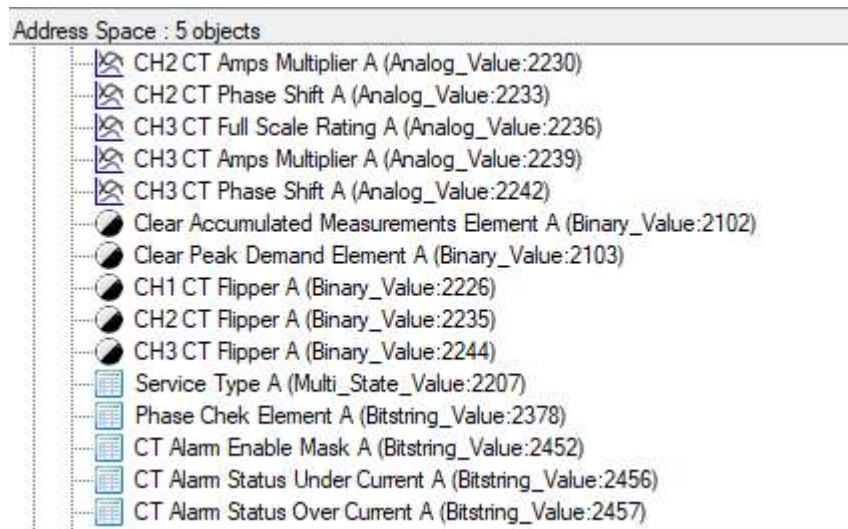 Address Space : 5 objects
CH2 CT Amps Multiplier A (Analog_Value:2230)
CH2 CT Phase Shift A (Analog_Value:2233)
CH3 CT Full Scale Rating A (Analog_Value:2236)
CH3 CT Amps Multiplier A (Analog_Value:2239)
CH3 CT Phase Shift A (Analog_Value:2242)
Clear Accumulated Measurements Element A (Binary_Value:2102)
Clear Peak Demand Element A (Binary_Value:2103)
CH1 CT Flipper A (Binary_Value:2226)
CH2 CT Flipper A (Binary_Value:2235)
CH3 CT Flipper A (Binary_Value:2244)
Service Type A (Multi_State_Value:2207)
Phase Chek Element A (Bitstring_Value:2378)
CT Alarm Enable Mask A (Bitstring_Value:2452)
CT Alarm Status Under Current A (Bitstring_Value:2456)
CT Alarm Status Over Current A (Bitstring_Value:2457)